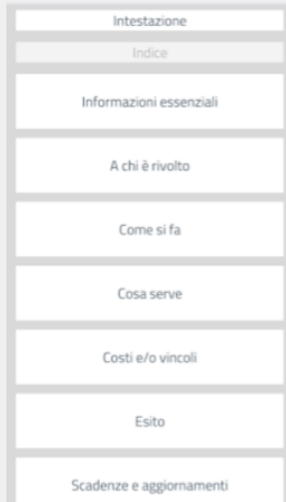 Intestazione
Indice
Informazioni essenziali
A chi è rivolto
Come si fa
Cosa serve
Costi e/o vincoli
Esito
Scadenze e aggiornamenti